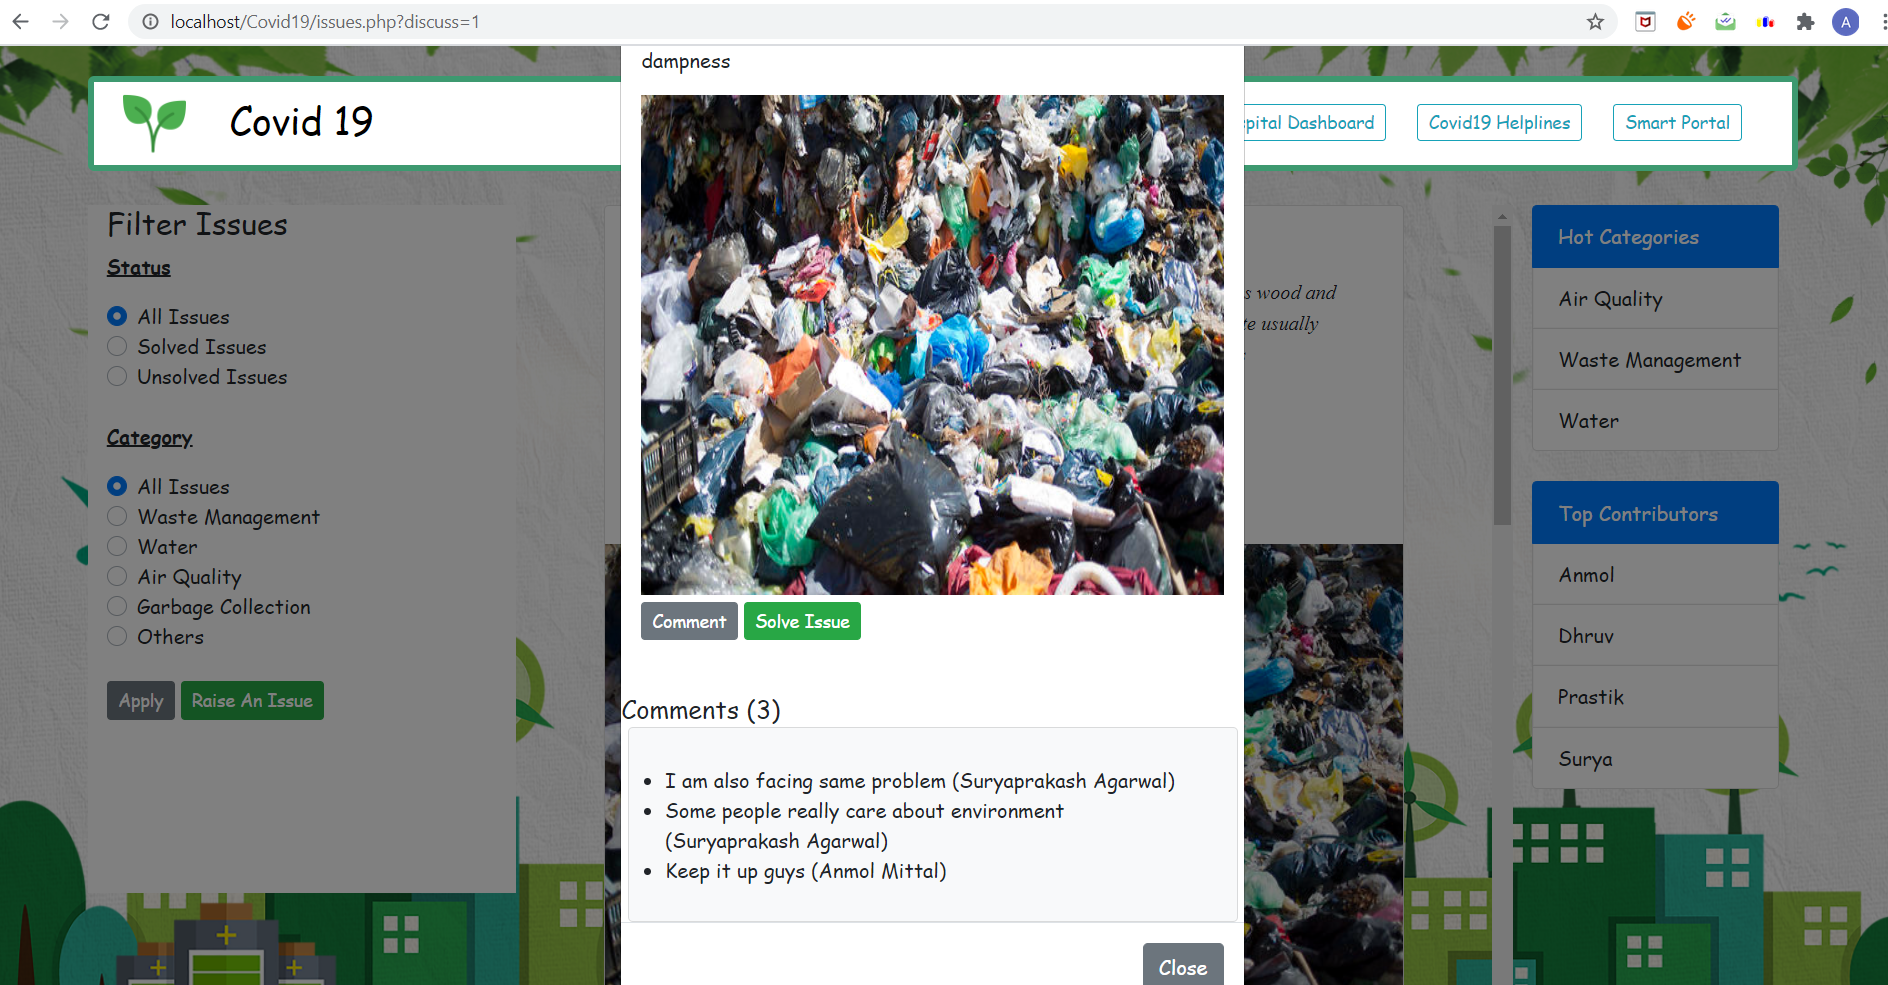 localhost/Covid19/issues.php?discuss=1
A
dampness
Covid 19
Dashboard
Covid19 Helplines
Smart Portal
Filter Issues
Status
All Issues
Solved Issues
Unsolved Issues
Category
All Issues
Waste Management
Water
Air Quality
Garbage Collection
Others
Apply
Raise An Issue
wood and
usually
Comment
Solve Issue
Comments (3)
I am also facing same problem (Suryaprakash Agarwal)
Some people really care about environment
(Suryaprakash Agarwal)
Keep it up guys (Anmol Mittal)
Close
Hot Categories
Air Quality
Waste Management
Water
Top Contributors
Anmol
Dhruv
Prastik
Surya